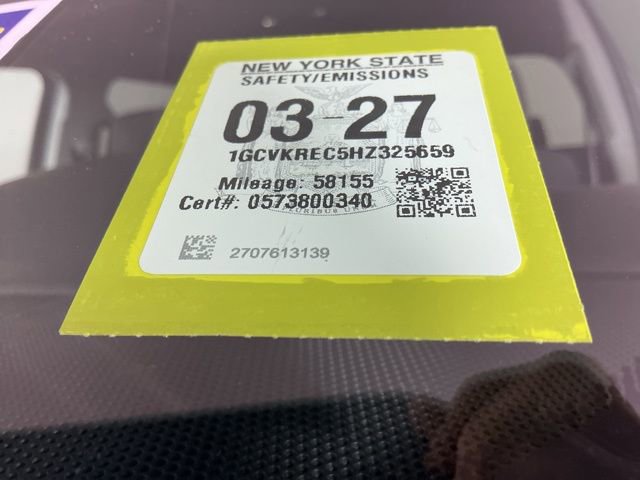 NEW YORK STATE
SAFETY/EMISSIONS
03-27
1GCVKREC5HZ325659
Mileage: 58155
Cert#: 0573800340
2707613139